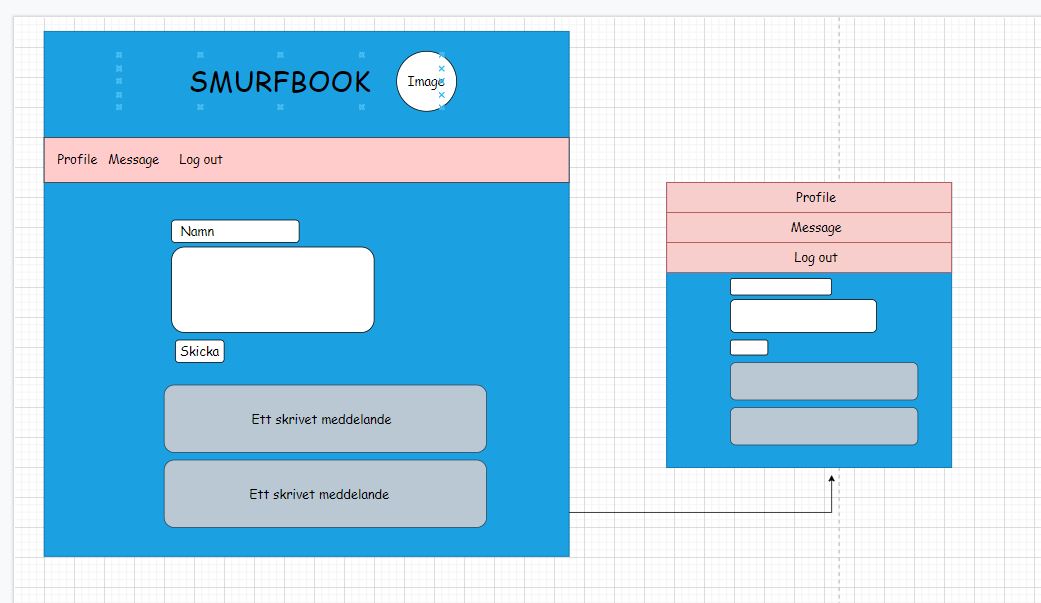 SMURFBOOK
Image
Profile Message Log out
Namn
Skicka
Ett skrivet meddelande
Ett skrivet meddelande
Profile
Message
Log out